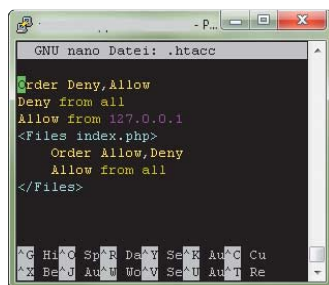 - P...
GNU nano Datei: .htacc
Order Deny,Allow
Deny from all
Allow from 127.0.0.1
<Files index.php>
Order Allow,Deny
Allow from all
</Files>
^G Hi^O Sp^R Da^Y Se^K Au^C Cu
^X Be^J Au^W Wo^V Se^U Au^T Re